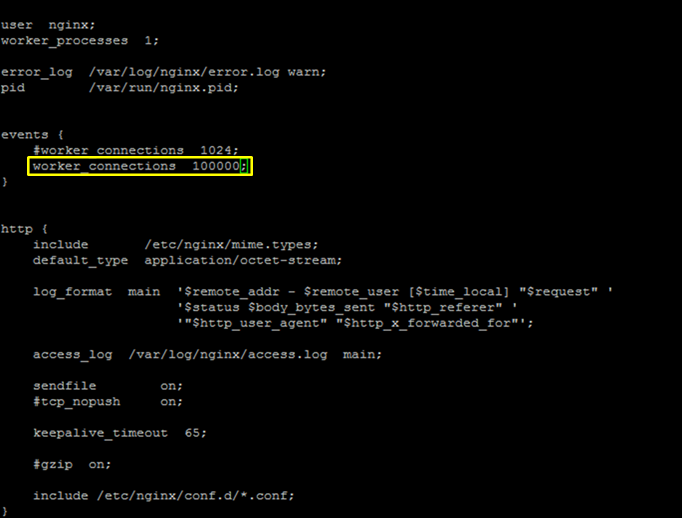 user  nginx;
worker_processes  1;
error_log  /var/log/nginx/error.log warn;
pid        /var/run/nginx.pid;
events {
    #worker_connections  1024;
    worker_connections  100000;
}
http {
    include       /etc/nginx/mime.types;
    default_type  application/octet-stream;
    log_format  main  '$remote_addr - $remote_user [$time_local] "$request" '
                      '$status $body_bytes_sent "$http_referer" '
                      '"$http_user_agent" "$http_x_forwarded_for"';
    access_log  /var/log/nginx/access.log  main;
    sendfile        on;
    #tcp_nopush     on;
    keepalive_timeout  65;
    #gzip  on;
    include /etc/nginx/conf.d/*.conf;
}